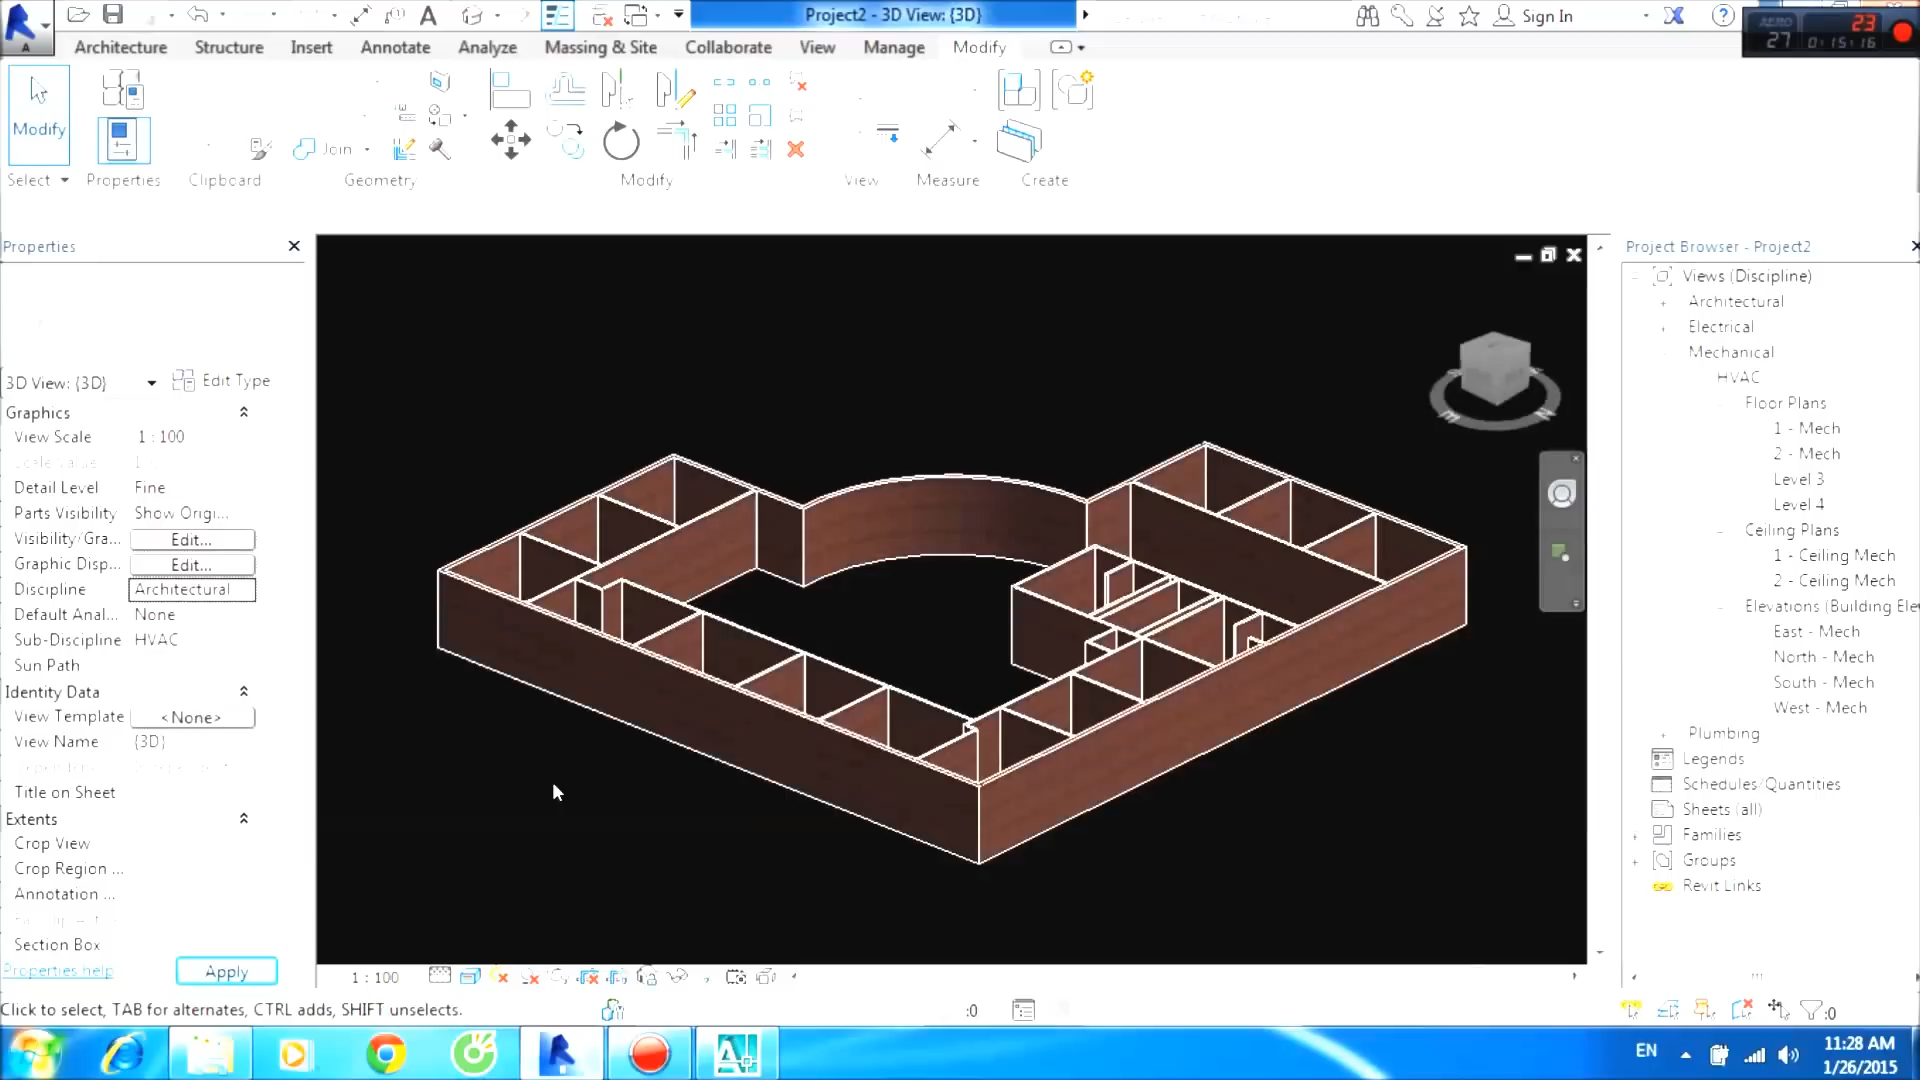 Project2 - 3D View: {3D}
Sign In
AERO
27
23
0:15:16
Architecture
Structure
Insert
Annotate
Analyze
Massing & Site
Collaborate
View
Manage
Modify
Modify
Join
Select
Properties
Clipboard
Geometry
Modify
View
Measure
Create
Properties
3D View: {3D}
Edit Type
Graphics
View Scale 1 : 100
Detail Level Fine
Parts Visibility Show Origi...
Visibility/Gra... Edit...
Graphic Disp... Edit...
Discipline Architectural
Default Anal... None
Sub-Discipline HVAC
Sun Path
Identity Data
View Template <None>
View Name {3D}
Title on Sheet
Extents
Crop View
Crop Region ...
Annotation ...
Section Box
Properties help
Apply
1 : 100
Project Browser - Project2
Views (Discipline)
Architectural
Electrical
Mechanical
HVAC
Floor Plans
1 - Mech
2 - Mech
Level 3
Level 4
Ceiling Plans
1 - Ceiling Mech
2 - Ceiling Mech
Elevations (Building Ele
East - Mech
North - Mech
South - Mech
West - Mech
Plumbing
Legends
Schedules/Quantities
Sheets (all)
Families
Groups
Revit Links
Click to select, TAB for alternates, CTRL adds, SHIFT unselects.
:0
:0
EN
11:28 AM
1/26/2015